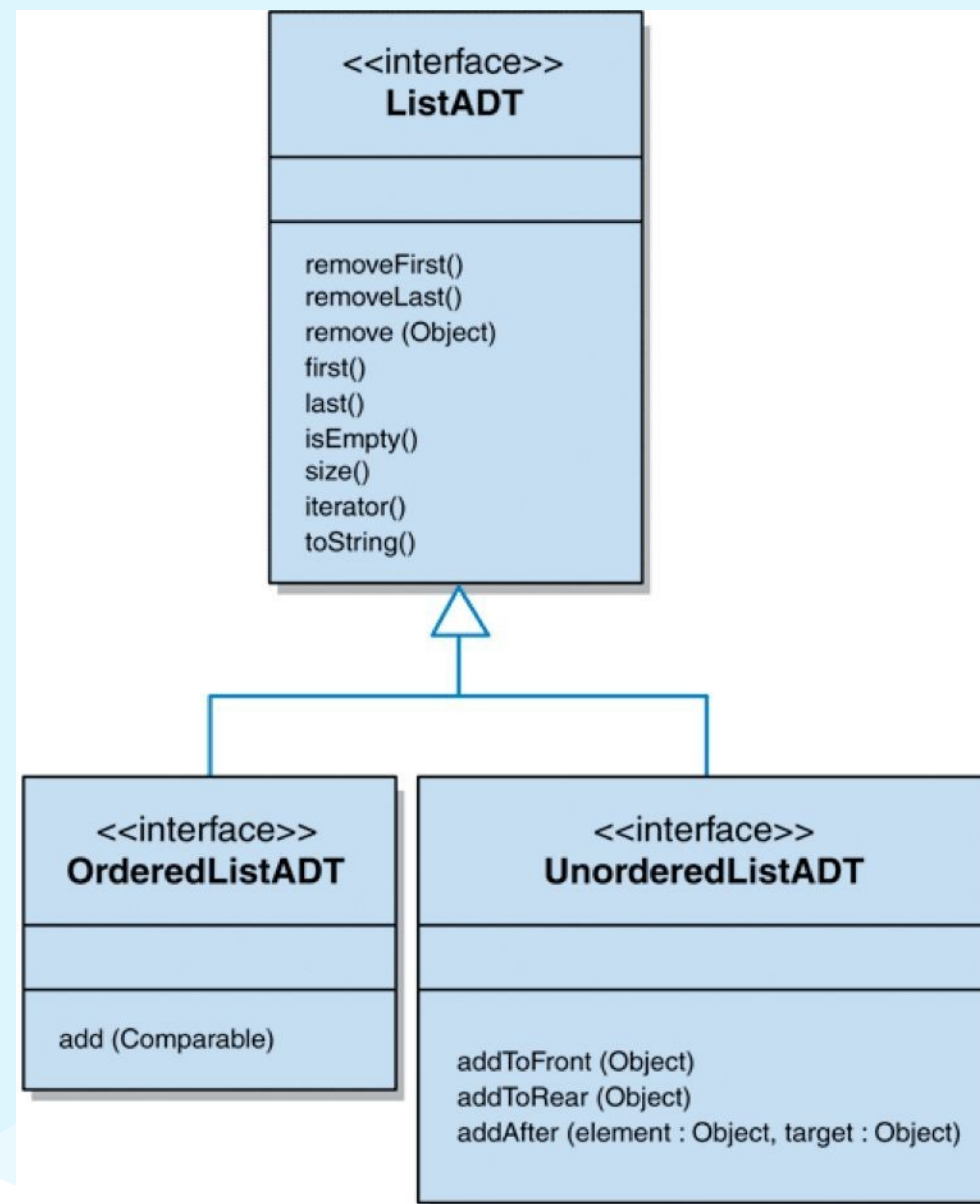 <<interface>>
ListADT
removeFirst()
removeLast()
remove (Object)
first()
last()
isEmpty()
size()
iterator()
toString()
<<interface>>
OrderedListADT
add (Comparable)
<<interface>>
UnorderedListADT
addToFront (Object)
addToRear (Object)
addAfter (element : Object, target : Object)